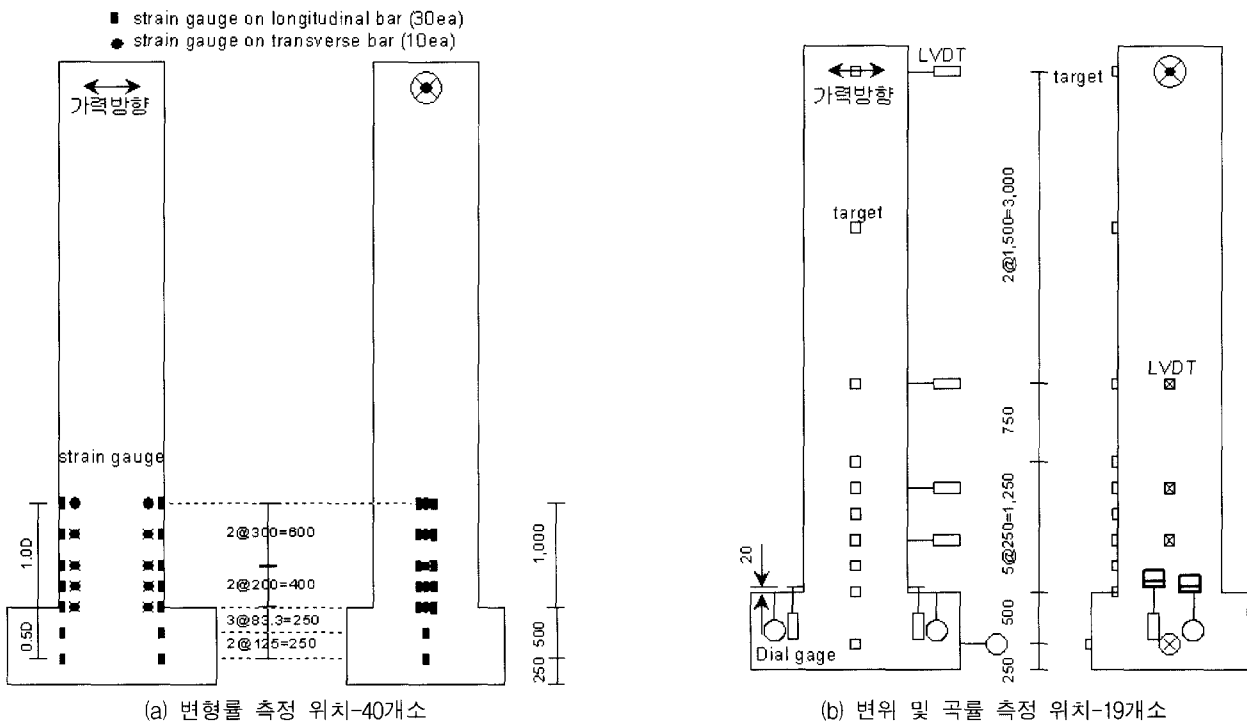 strain gauge on longitudinal bar (30ea)
strain gauge on transverse bar (10ea)
가력방향
strain gauge
1.0D
0.5D
2@300=600
2@200=400
3@83.3=250
2@125=250
1,000
500
250
(a) 변형률 측정 위치-40개소
LVDT
가력방향
target
target
2@1,500=3,000
LVDT
750
5@250=1,250
20
500
250
Dial gage
(b) 변위 및 곡률 측정 위치-19개소